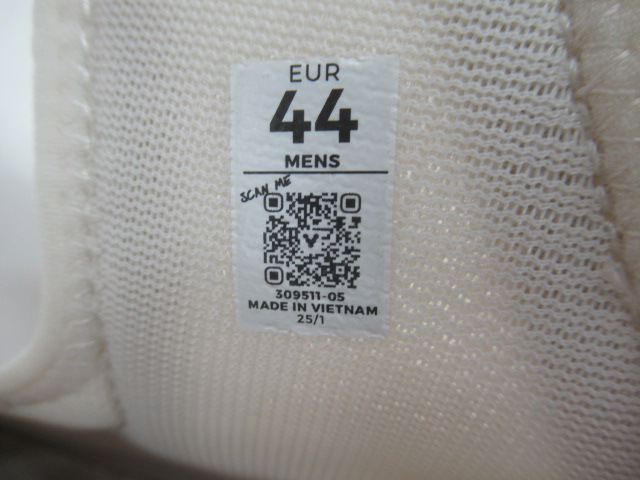 EUR
44
MENS
SCAN ME
309511-05
MADE IN VIETNAM
25/1